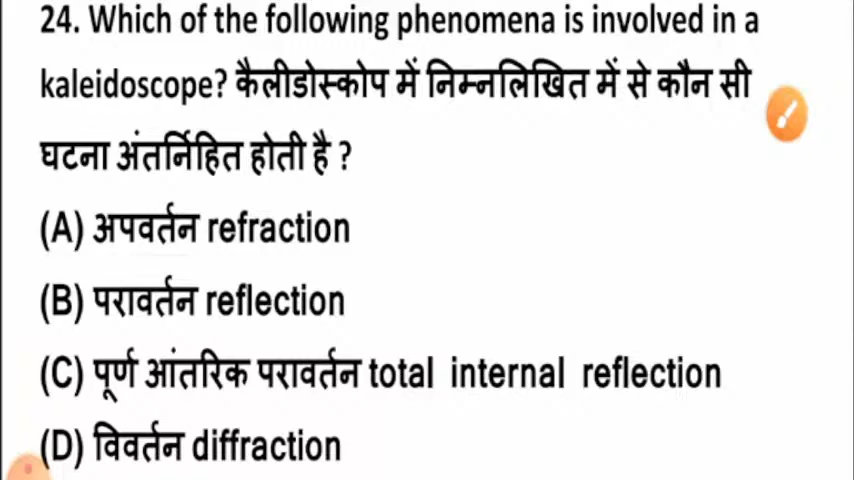 24. Which of the following phenomena is involved in a
kaleidoscope? कैलीडोस्कोप में निम्नलिखित में से कौन सी
घटना अंतर्निहित होती है ?
(A) अपवर्तन refraction
(B) परावर्तन reflection
(C) पूर्ण आंतरिक परावर्तन total internal reflection
(D) विवर्तन diffraction